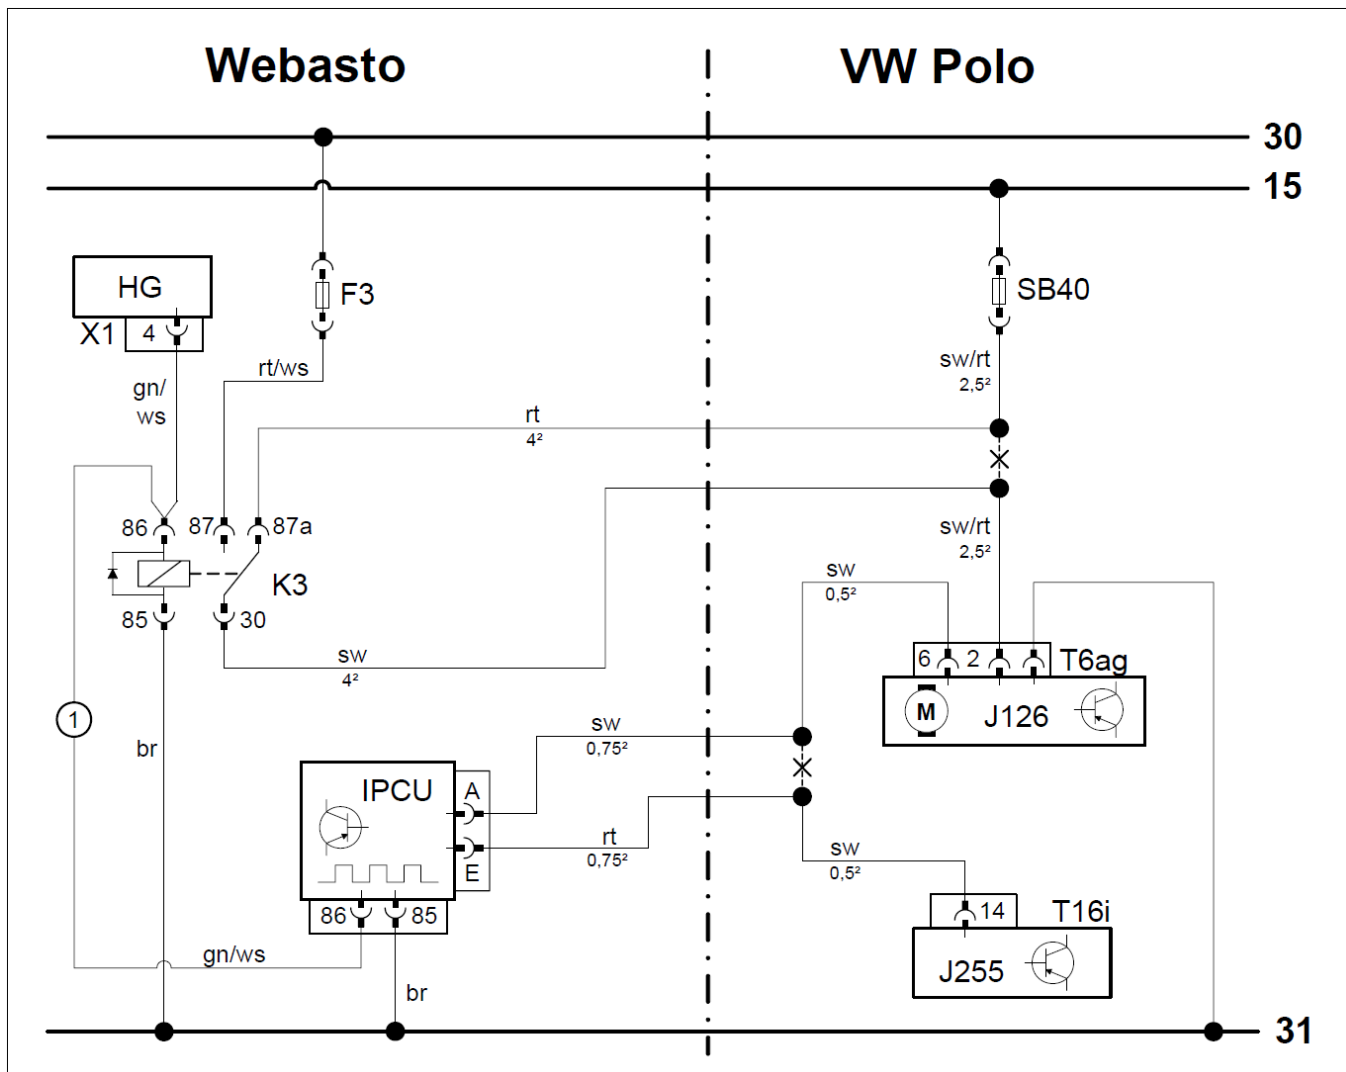 Webasto
VW Polo
30
15
HG
X1
4
F3
SB40
rt/ws
gn/
ws
sw/rt
2,5²
rt
4²
86
87
87a
K3
85
30
sw/rt
2,5²
sw
0,5²
sw
4²
6
2
T6ag
M
J126
1
br
sw
0,75²
IPCU
A
E
rt
0,75²
sw
0,5²
86
85
14
T16i
J255
gn/ws
br
31